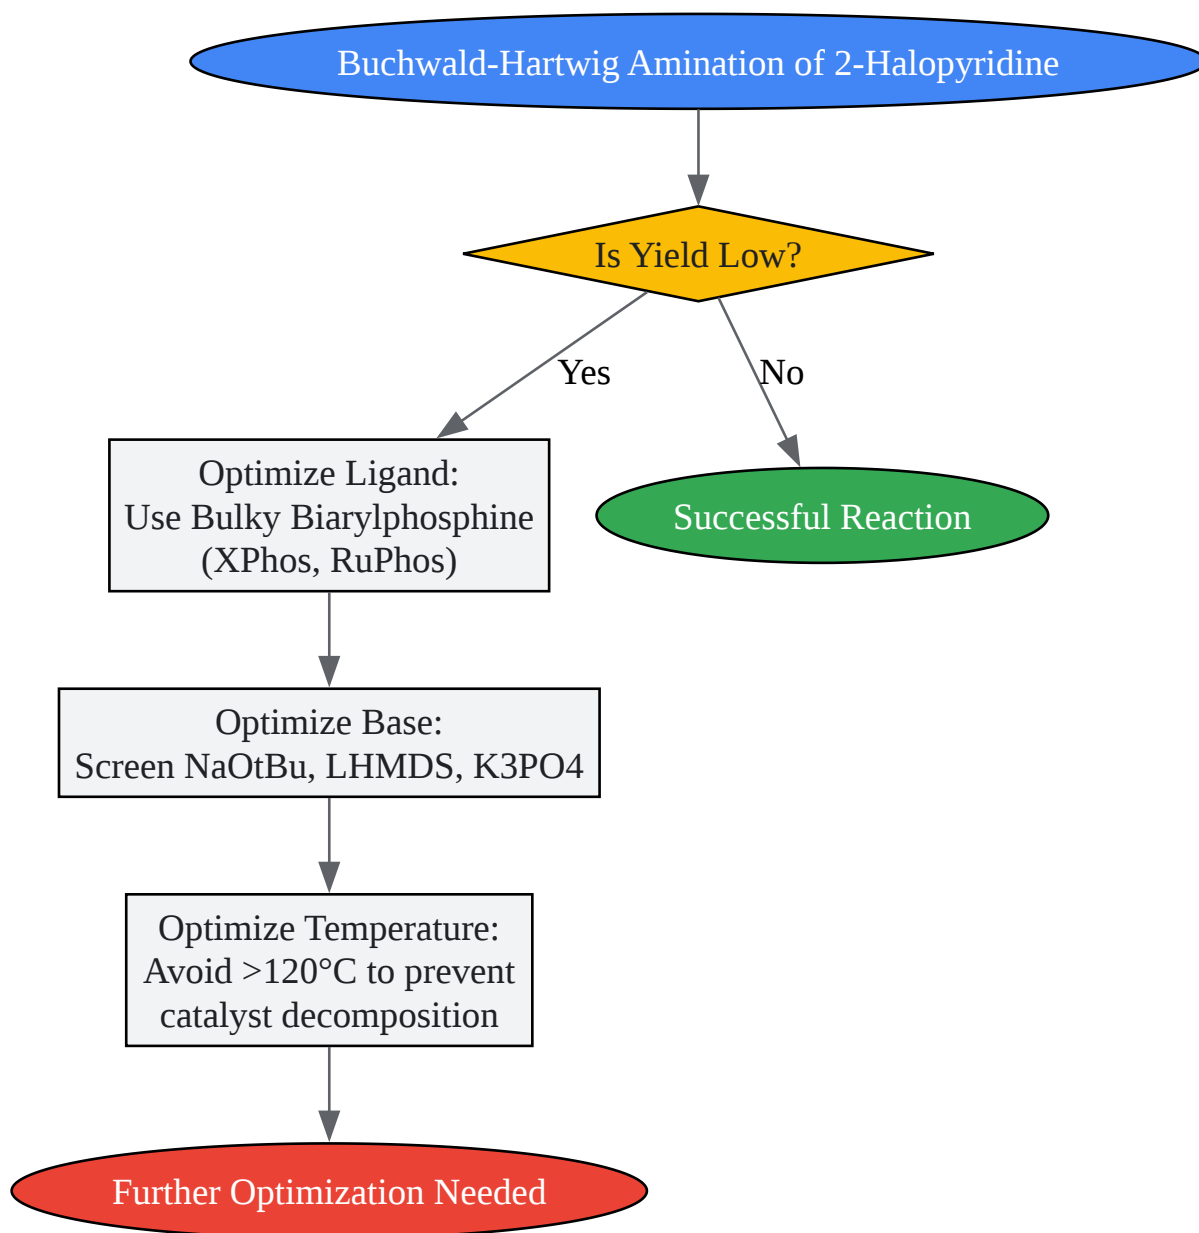 Buchwald-Hartwig Amination of 2-Halopyridine
Is Yield Low?
Yes
No
Optimize Ligand:
Use Bulky Biarylphosphine
(XPhos, RuPhos)
Successful Reaction
Optimize Base:
Screen NaOtBu, LHMDS, K3PO4
Optimize Temperature:
Avoid >120°C to prevent
catalyst decomposition
Further Optimization Needed